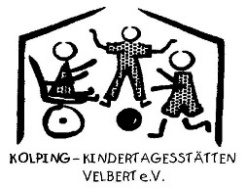 KOLPING-KINDERTAGESSTÄTTEN
VELBERT e.V.